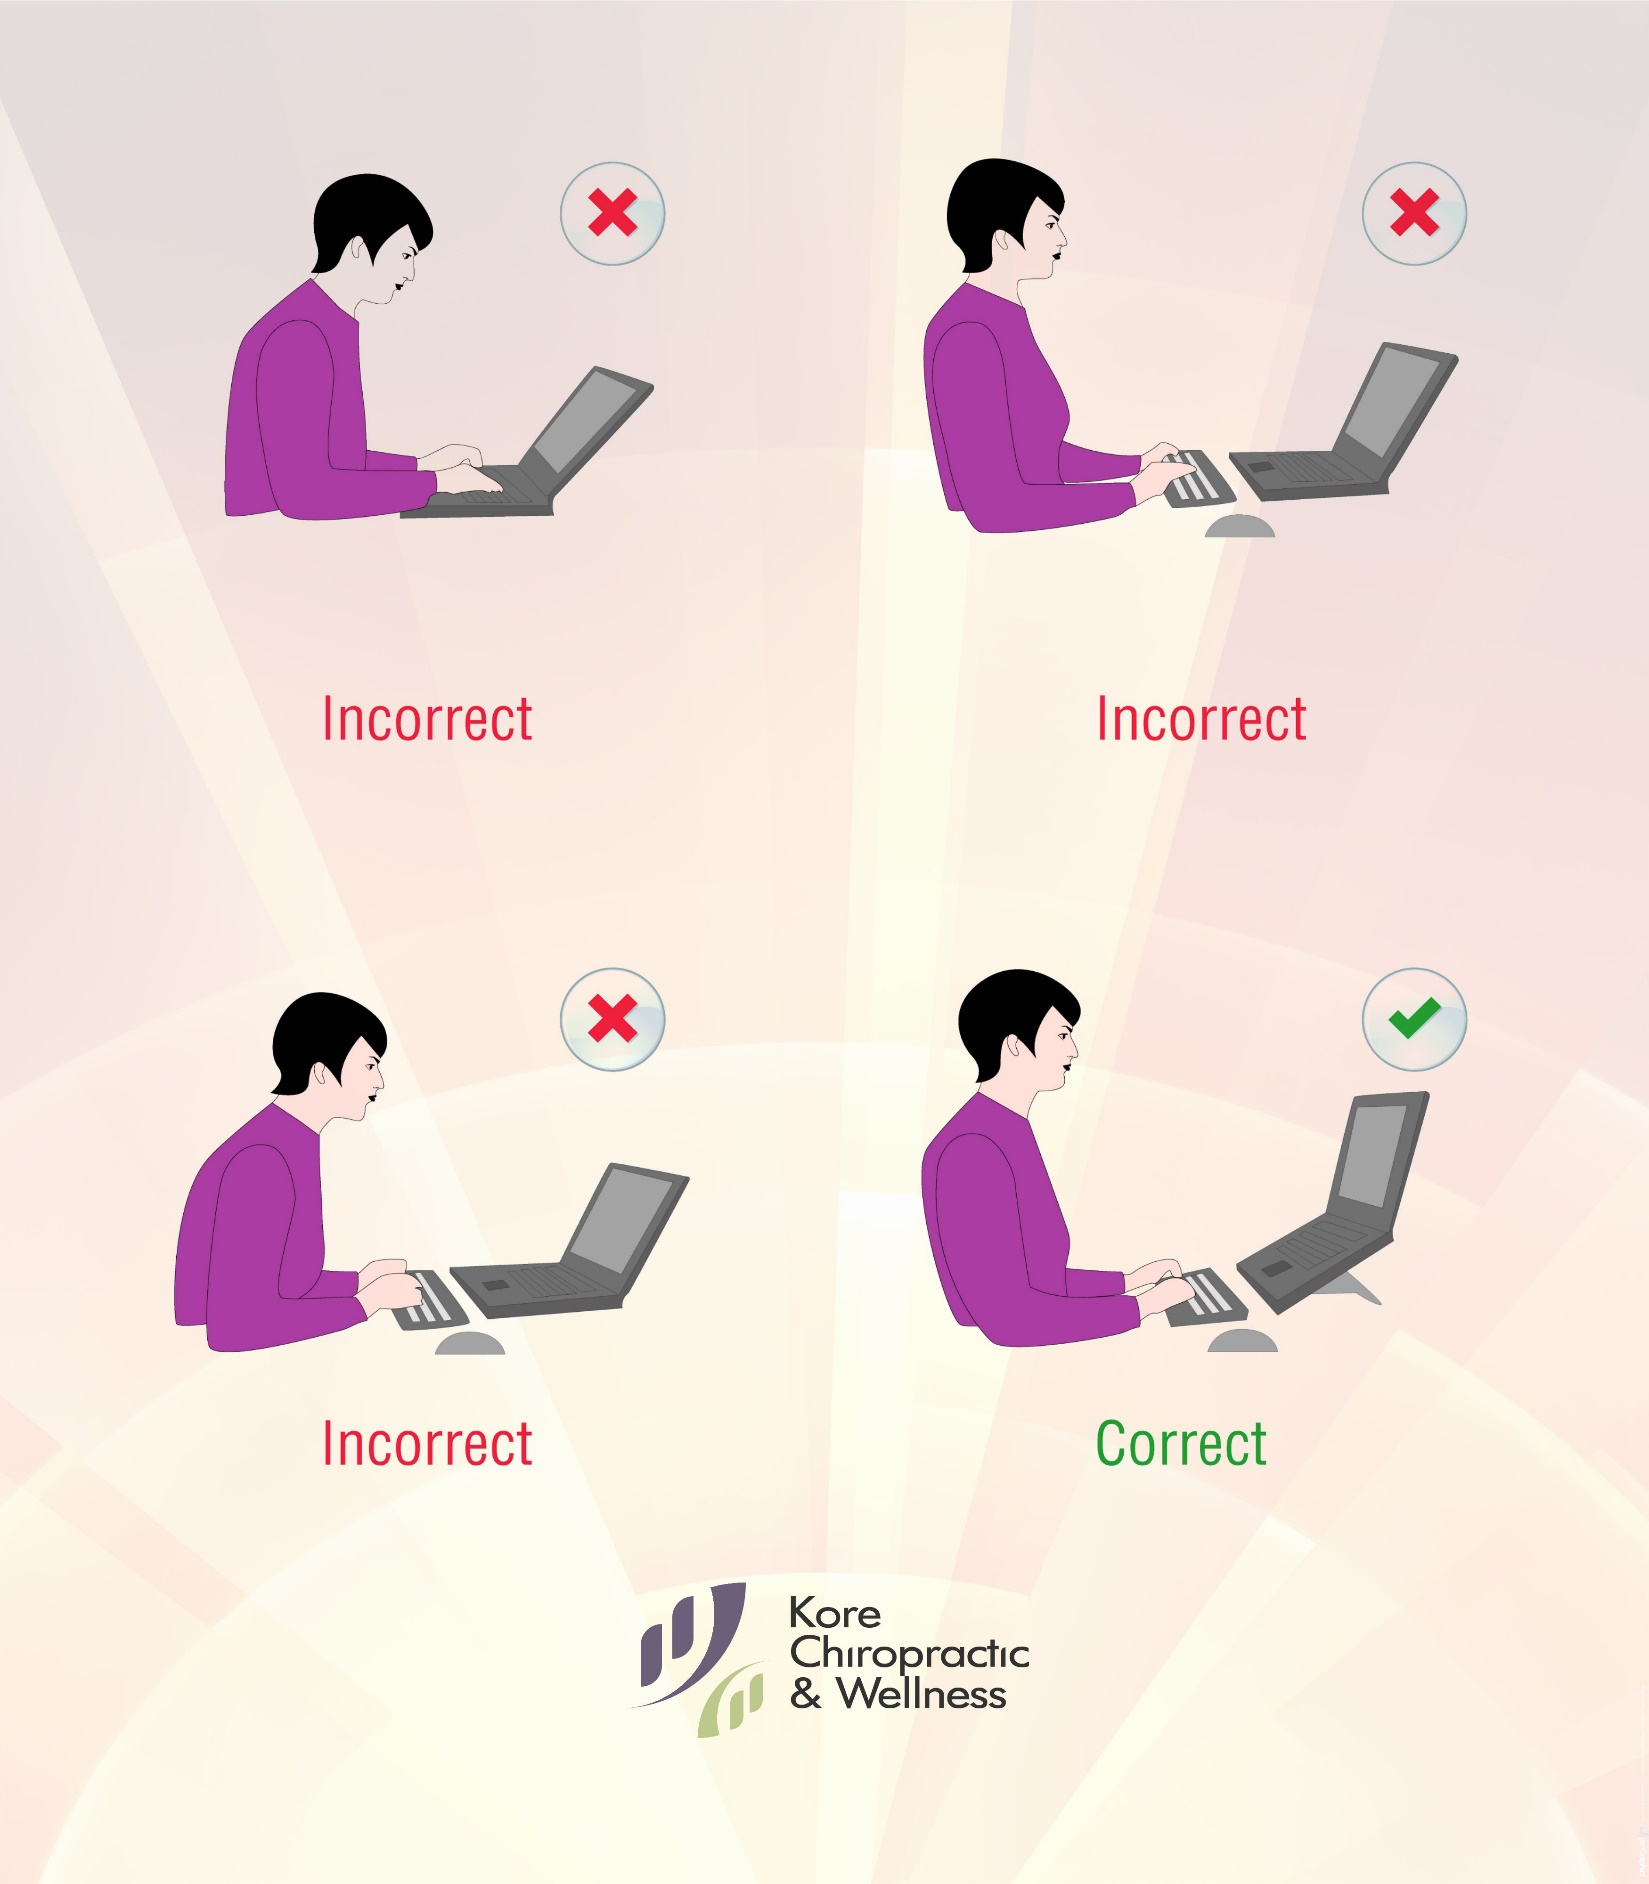 Incorrect
Incorrect
Incorrect
Correct
Kore
Chiropractic
& Wellness